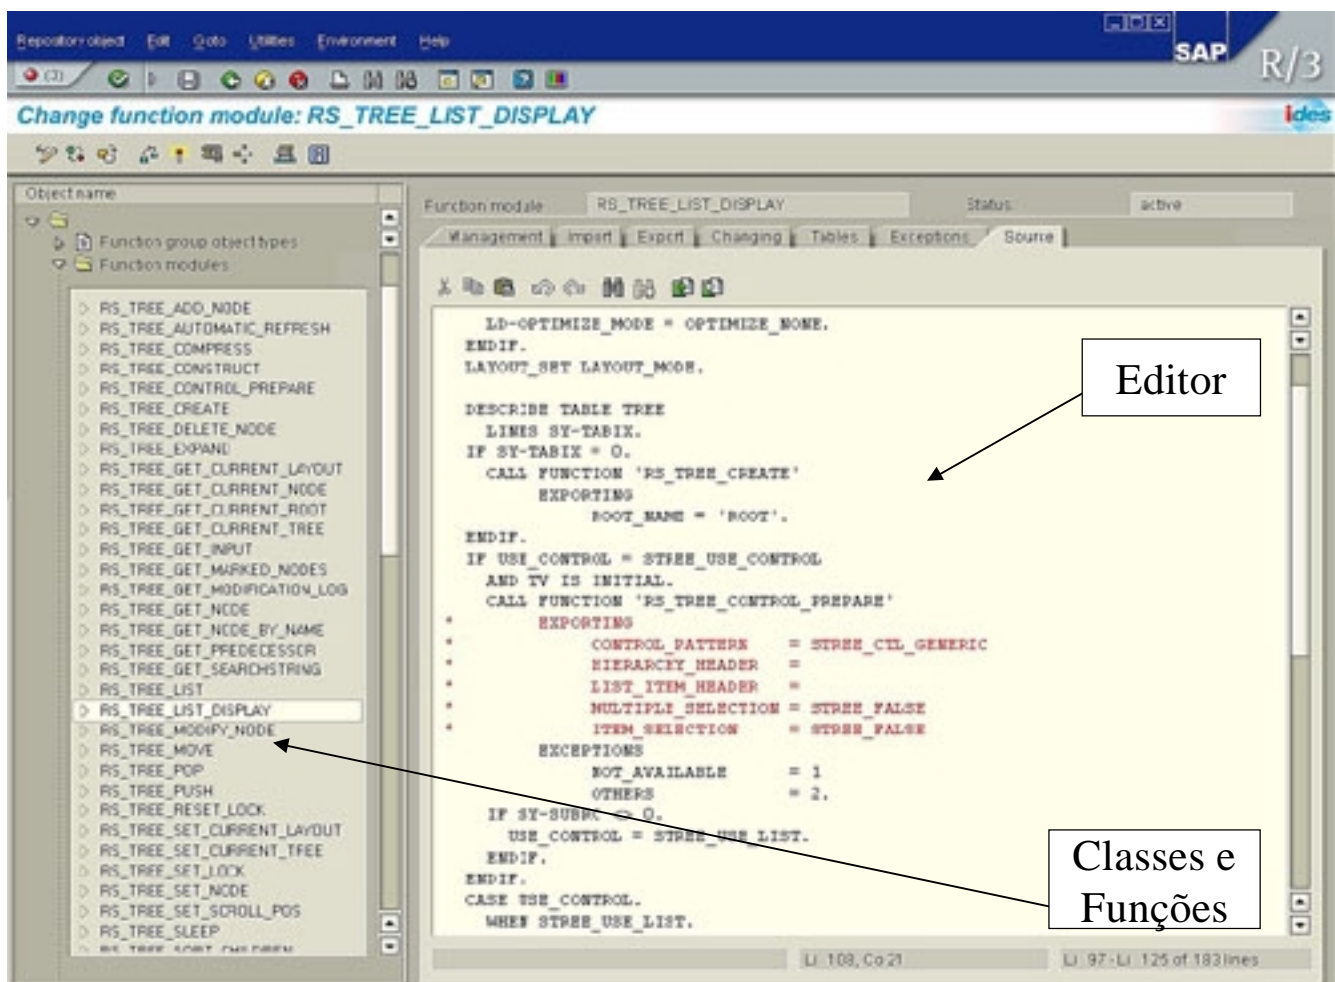 Repository object Edit Goto Utilities Environment Help
SAP
R/3
(3)
Change function module: RS_TREE_LIST_DISPLAY
ides
Object name
Function group object types
Function modules
RS_TREE_ADD_NODE
RS_TREE_AUTOMATIC_REFRESH
RS_TREE_COMPRESS
RS_TREE_CONSTRUCT
RS_TREE_CONTROL_PREPARE
RS_TREE_CREATE
RS_TREE_DELETE_NODE
RS_TREE_EXPAND
RS_TREE_GET_CURRENT_LAYOUT
RS_TREE_GET_CURRENT_NODE
RS_TREE_GET_CURRENT_ROOT
RS_TREE_GET_CURRENT_TREE
RS_TREE_GET_INPUT
RS_TREE_GET_MARKED_NODES
RS_TREE_GET_MODIFICATION_LOG
RS_TREE_GET_NODE
RS_TREE_GET_NODE_BY_NAME
RS_TREE_GET_PREDECESSOR
RS_TREE_GET_SEARCHSTRING
RS_TREE_LIST
RS_TREE_LIST_DISPLAY
RS_TREE_MODIFY_NODE
RS_TREE_MOVE
RS_TREE_POP
RS_TREE_PUSH
RS_TREE_RESET_LOCK
RS_TREE_SET_CURRENT_LAYOUT
RS_TREE_SET_CURRENT_TREE
RS_TREE_SET_LOCK
RS_TREE_SET_NODE
RS_TREE_SET_SCROLL_POS
RS_TREE_SLEEP
RS_TREE_SORT_CHILDREN
Function module RS_TREE_LIST_DISPLAY Status: active
Management Import Export Changing Tables Exceptions Source
LD-OPTIMIZE_MODE = OPTIMIZE_NONE.
ENDIF.
LAYOUT_SET LAYOUT_MODE.
DESCRIBE TABLE TREE
LINES SY-TABIX.
IF SY-TABIX = 0.
CALL FUNCTION 'RS_TREE_CREATE'
EXPORTING
ROOT_NAME = 'ROOT'.
ENDIF.
IF USE_CONTROL = STREE_USE_CONTROL
AND TV IS INITIAL.
CALL FUNCTION 'RS_TREE_CONTROL_PREPARE'
* EXPORTING
* CONTROL_PATTERN = STREE_CTL_GENERIC
* HIERARCHY_HEADER =
* LIST_ITEM_HEADER =
* MULTIPLE_SELECTION = STREE_FALSE
* ITEM_SELECTION = STREE_FALSE
EXCEPTIONS
NOT_AVAILABLE = 1
OTHERS = 2.
IF SY-SUBRC <> 0.
USE_CONTROL = STREE_USE_LIST.
ENDIF.
ENDIF.
CASE USE_CONTROL.
WHEN STREE_USE_LIST.
Li 108, Co 21
Li 97 - Li 125 of 183 lines
Editor
Classes e
Funções